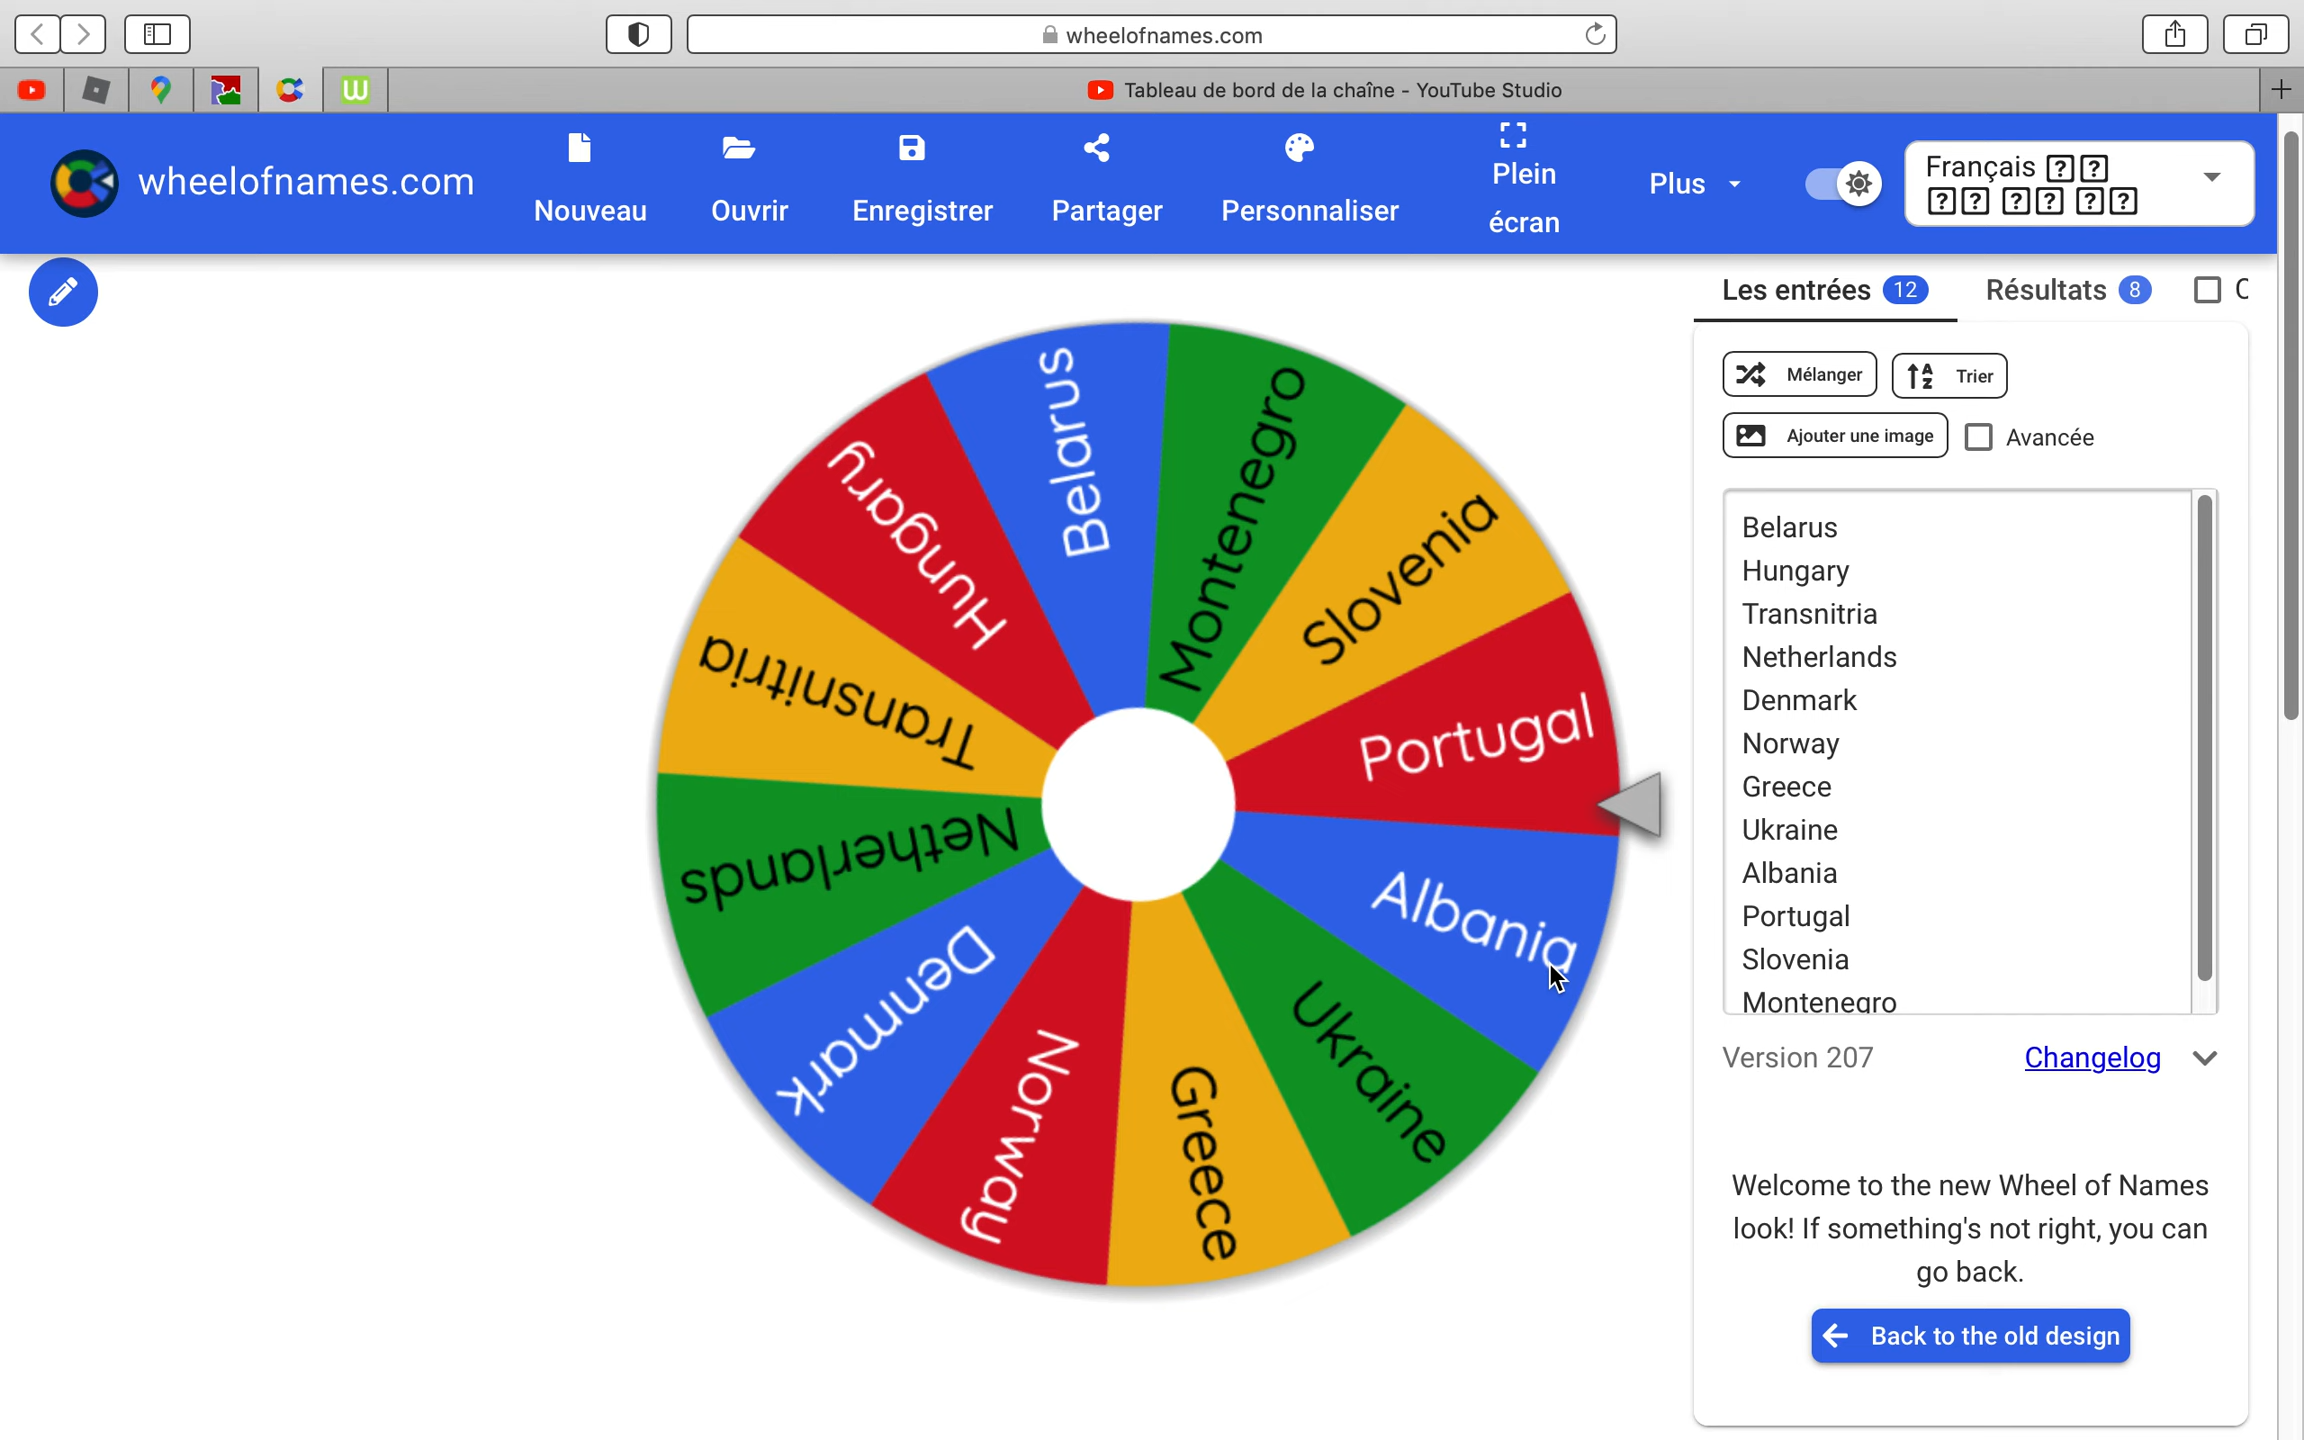 wheelofnames.com
Tableau de bord de la chaîne - YouTube Studio
wheelofnames.com
Nouveau
Ouvrir
Enregistrer
Partager
Personnaliser
Plein
écran
Plus
Français
Les entrées 12
Résultats 8
C
Mélanger
Trier
Ajouter une image
Avancée
Belarus
Hungary
Transnitria
Netherlands
Denmark
Norway
Greece
Ukraine
Albania
Portugal
Slovenia
Montenegro
Version 207
Changelog
Welcome to the new Wheel of Names
look! If something's not right, you can
go back.
Back to the old design
Belarus
Montenegro
Slovenia
Portugal
Albania
Ukraine
Greece
Norway
Denmark
Netherlands
Transnitria
Hungary